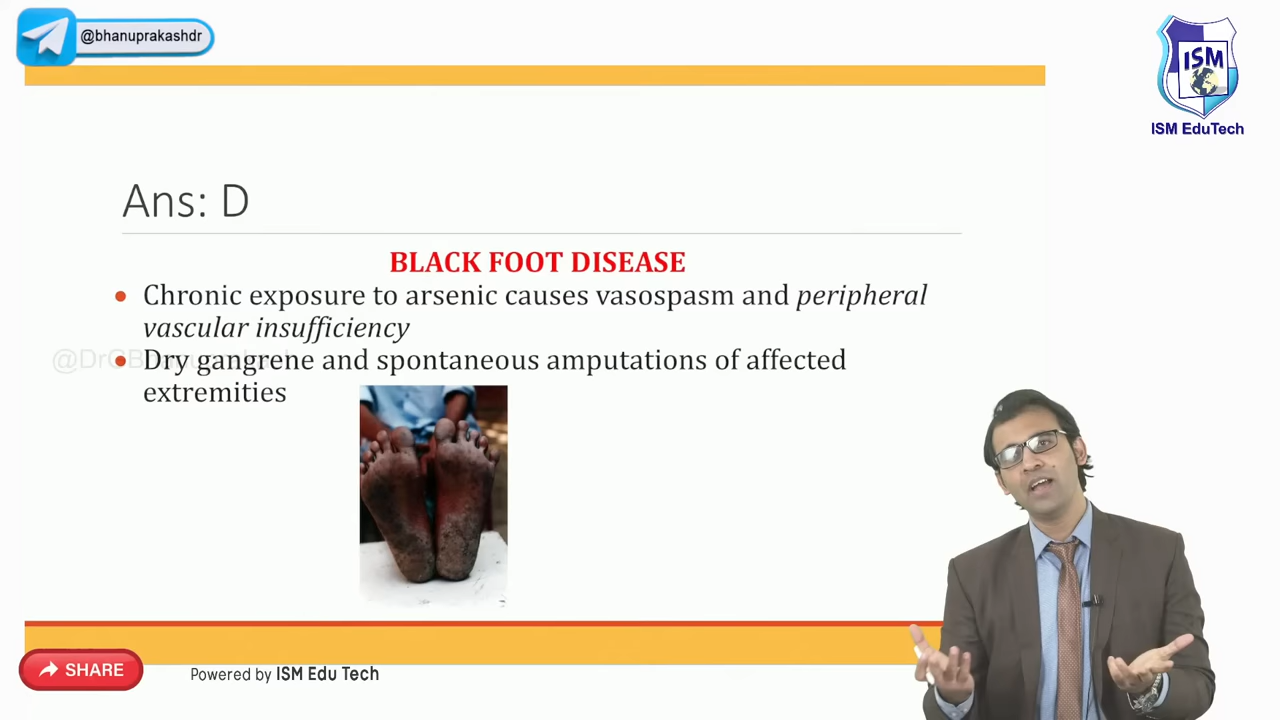 @bhanuprakashdr
ISM
ISM EduTech
Ans: D
BLACK FOOT DISEASE
• Chronic exposure to arsenic causes vasospasm and peripheral
vascular insufficiency
• Dry gangrene and spontaneous amputations of affected
extremities
SHARE
Powered by ISM Edu Tech